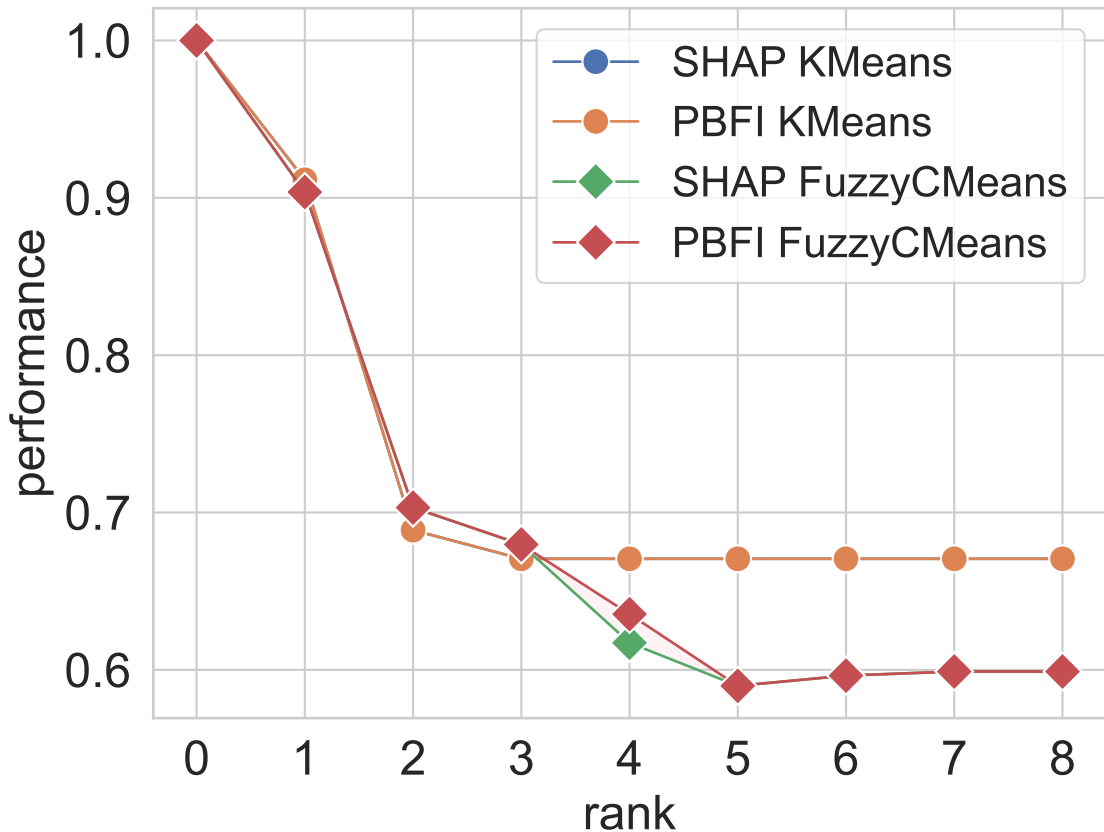 1.0
0.9
0.8
0.7
0.6
performance
SHAP KMeans
PBFI KMeans
SHAP FuzzyCMeans
PBFI FuzzyCMeans
0 1 2 3 4 5 6 7 8
rank